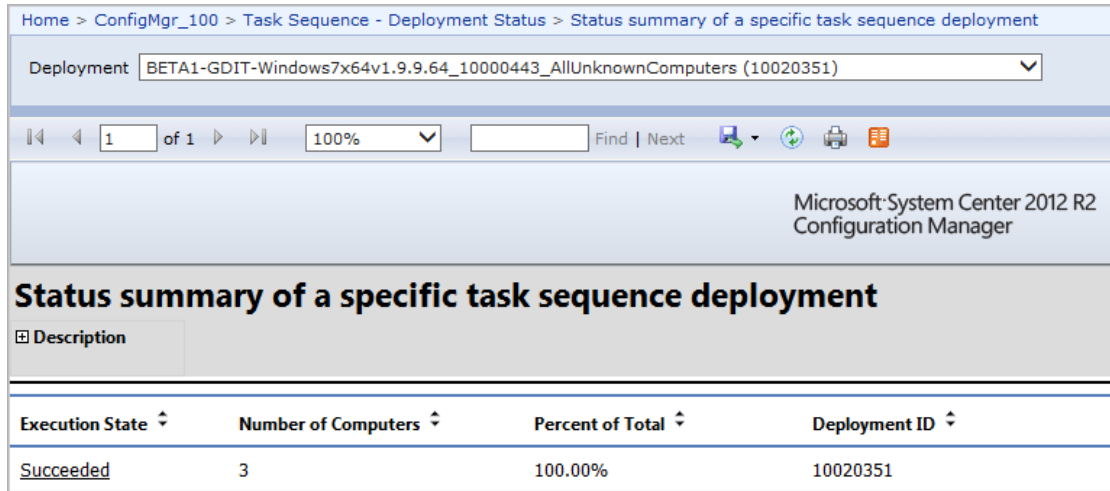 Home > ConfigMgr_100 > Task Sequence - Deployment Status > Status summary of a specific task sequence deployment
Deployment BETA1-GDIT-Windows7x64v1.9.9.64_10000443_AllUnknownComputers (10020351)
1 of 1 100% Find | Next
Microsoft System Center 2012 R2
Configuration Manager
Status summary of a specific task sequence deployment
Description
Execution State Number of Computers Percent of Total Deployment ID
Succeeded 3 100.00% 10020351